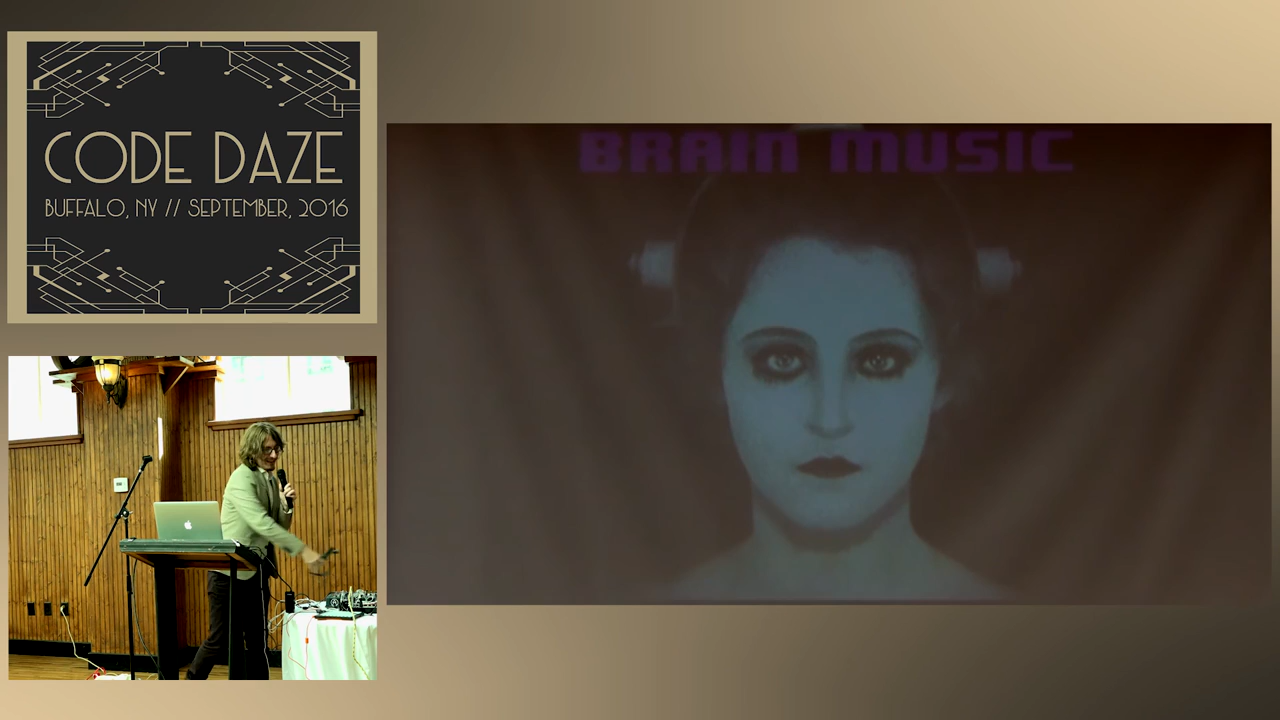 CODE DAZE
BUFFALO, NY // SEPTEMBER, 2016
BRAIN MUSIC